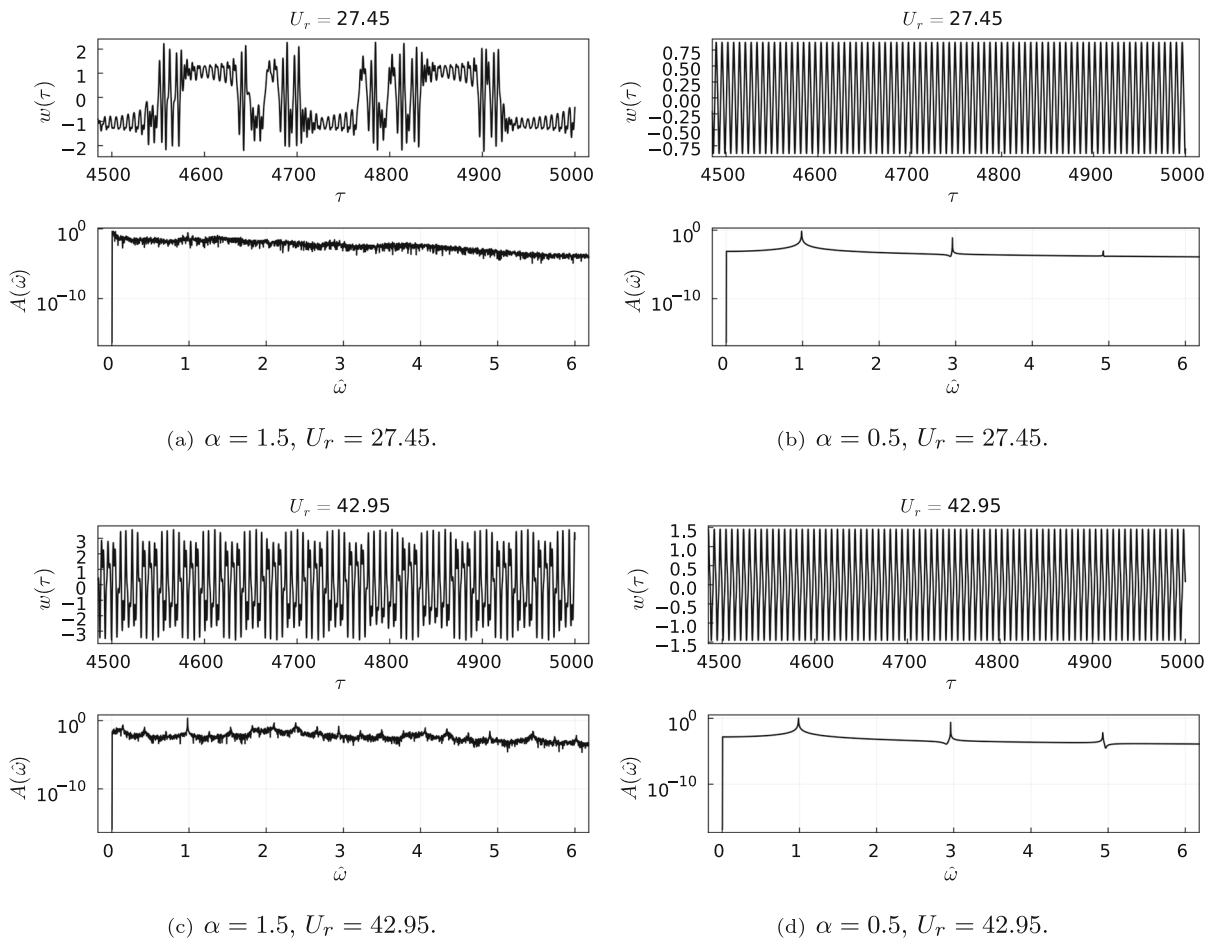 U_r = 27.45
2
1
0
−1
−2
w(τ)
4500 4600 4700 4800 4900 5000
τ
10^0
10^−10
A(ω̂)
0 1 2 3 4 5 6
ω̂
(a) α = 1.5, U_r = 27.45.
U_r = 27.45
0.75
0.50
0.25
0.00
−0.25
−0.50
−0.75
w(τ)
4500 4600 4700 4800 4900 5000
τ
10^0
10^−10
A(ω̂)
0 1 2 3 4 5 6
ω̂
(b) α = 0.5, U_r = 27.45.
U_r = 42.95
3
2
1
0
−1
−2
−3
w(τ)
4500 4600 4700 4800 4900 5000
τ
10^0
10^−10
A(ω̂)
0 1 2 3 4 5 6
ω̂
(c) α = 1.5, U_r = 42.95.
U_r = 42.95
1.5
1.0
0.5
0.0
−0.5
−1.0
−1.5
w(τ)
4500 4600 4700 4800 4900 5000
τ
10^0
10^−10
A(ω̂)
0 1 2 3 4 5 6
ω̂
(d) α = 0.5, U_r = 42.95.